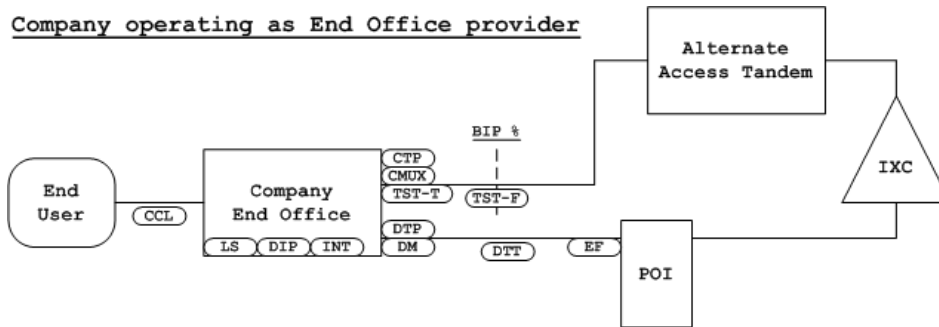 Company operating as End Office provider
Alternate
Access Tandem
BIP %
CTP
CMUX
TST-T
TST-F
IXC
End
User
CCL
Company
End Office
LS
DIP
INT
DTP
DM
DTT
EF
POI